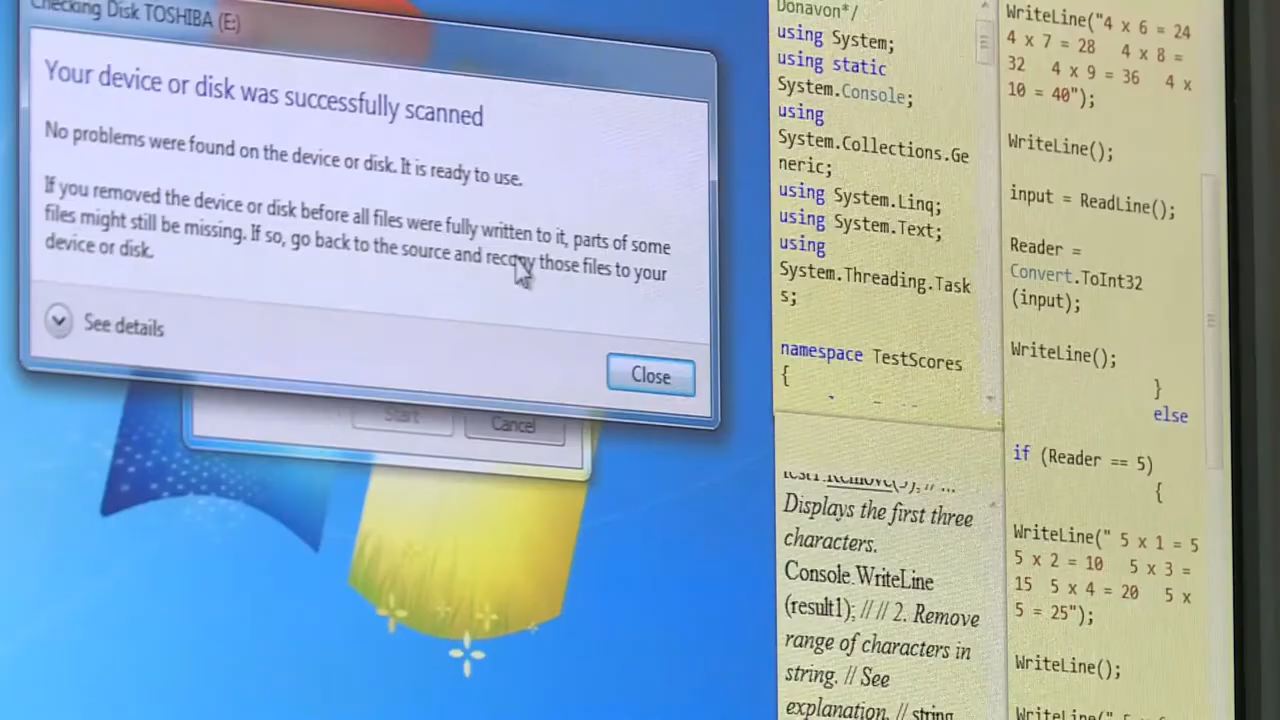 Checking Disk TOSHIBA (E:)
Your device or disk was successfully scanned
No problems were found on the device or disk. It is ready to use.
If you removed the device or disk before all files were fully written to it, parts of some
files might still be missing. If so, go back to the source and recopy those files to your
device or disk.
See details
Close
Start
Cancel
Donavon*/
using System;
using static
System.Console;
using
System.Collections.Ge
neric;
using System.Linq;
using System.Text;
using
System.Threading.Task
s;
namespace TestScores
{
Displays the first three
characters.
Console.WriteLine
(result1); // // 2. Remove
range of characters in
string. // See
explanation. // string
WriteLine("4 x 6 = 24
4 x 7 = 28 4 x 8 =
32 4 x 9 = 36 4 x
10 = 40");
WriteLine();
input = ReadLine();
Reader =
Convert.ToInt32
(input);
WriteLine();
}
else
if (Reader == 5)
{
WriteLine(" 5 x 1 = 5
5 x 2 = 10 5 x 3 =
15 5 x 4 = 20 5 x
5 = 25");
WriteLine();